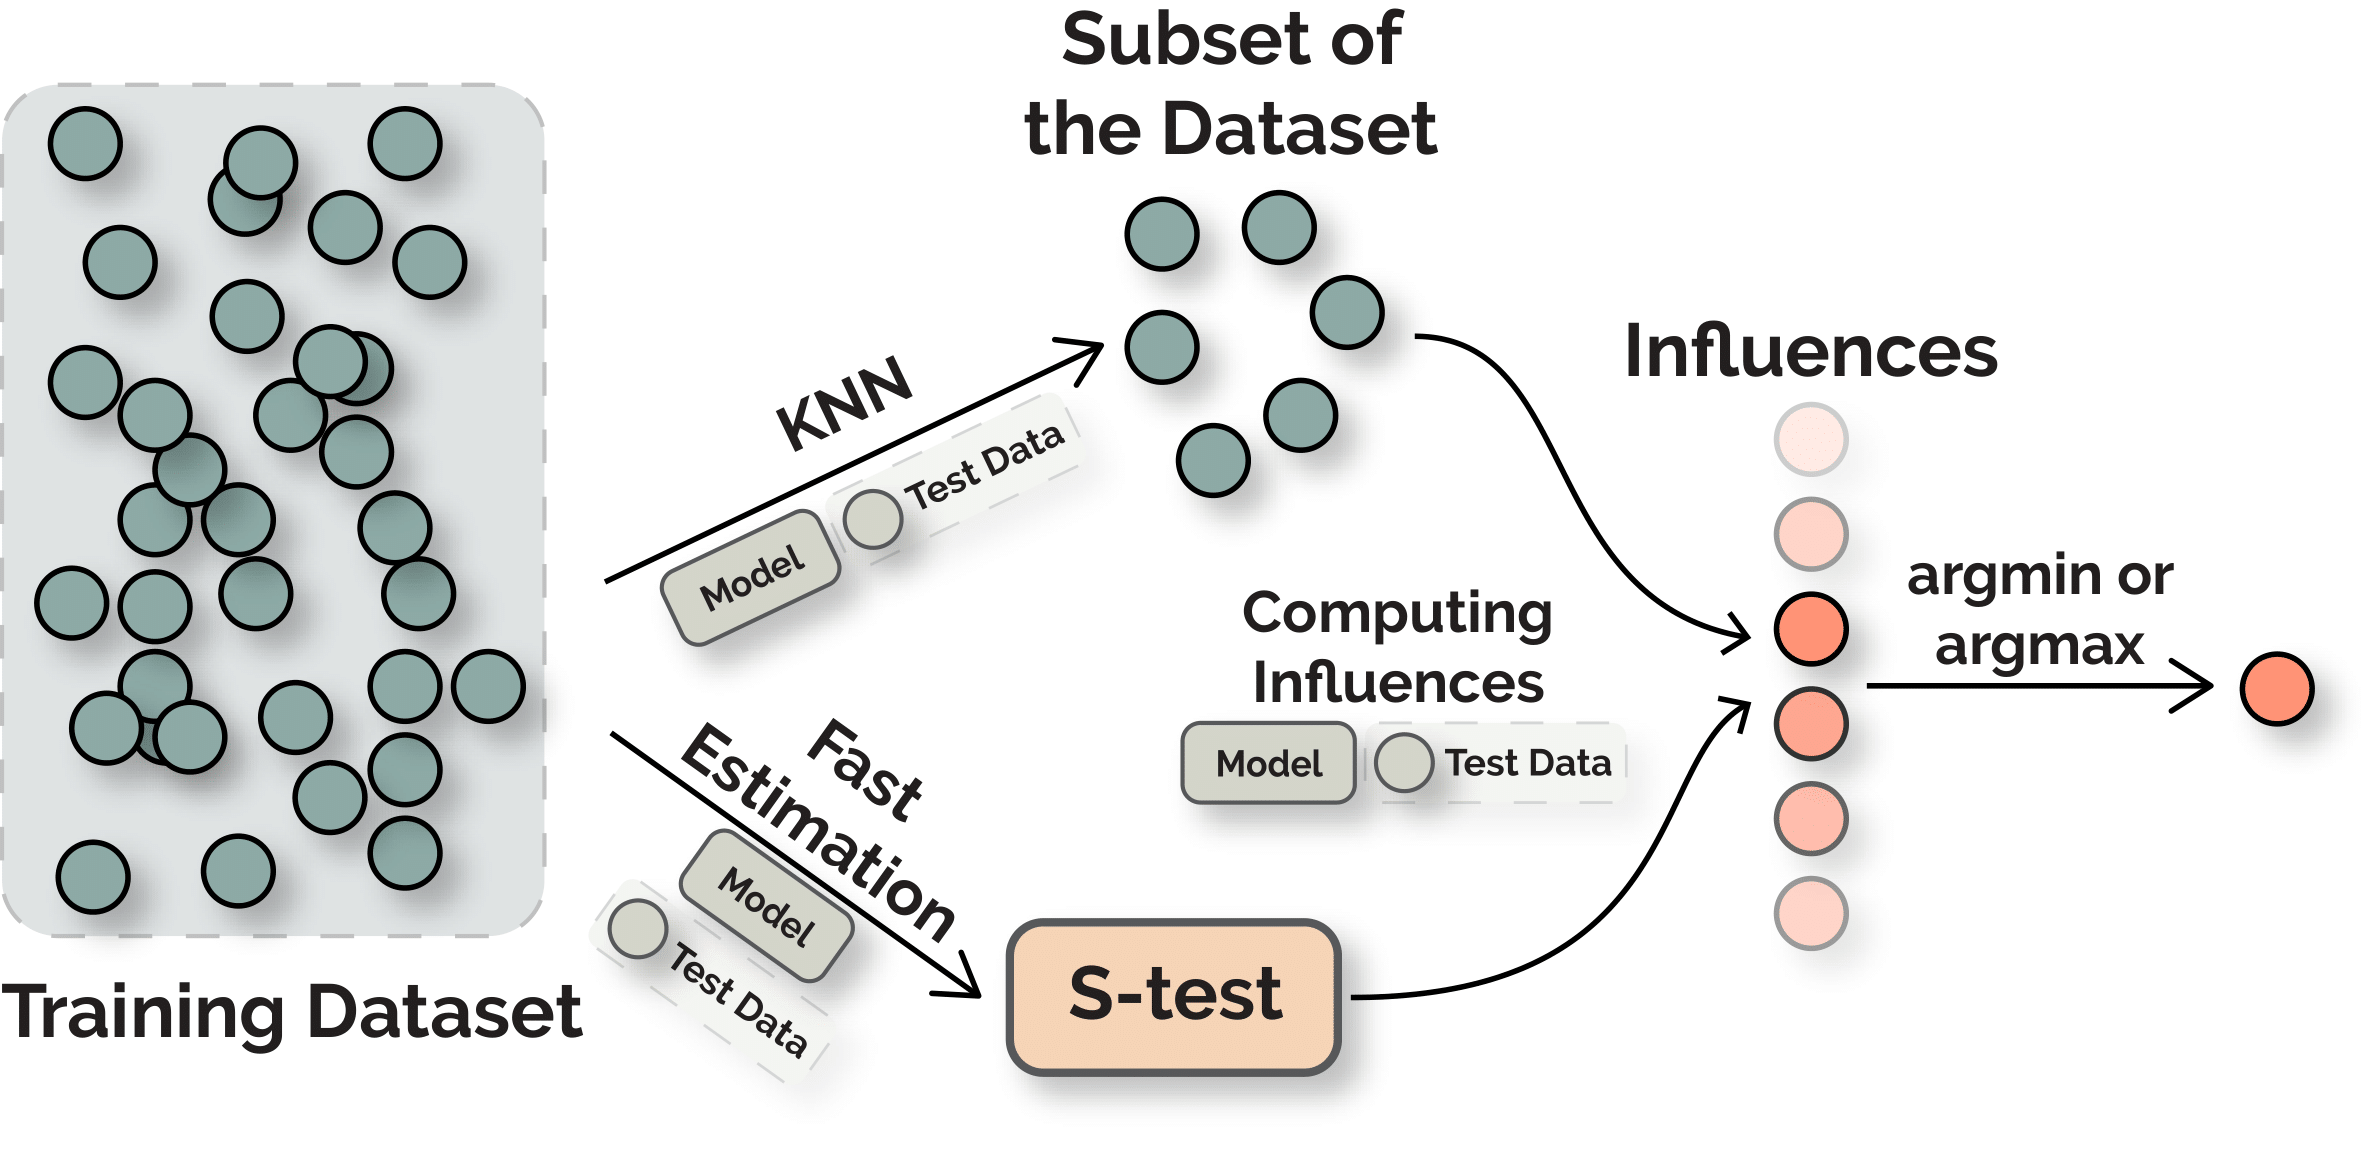 Subset of
the Dataset
KNN
Model
Test Data
Influences
Computing
Influences
Model
Test Data
argmin or
argmax
Fast
Estimation
Model
Test Data
S-test
Training Dataset